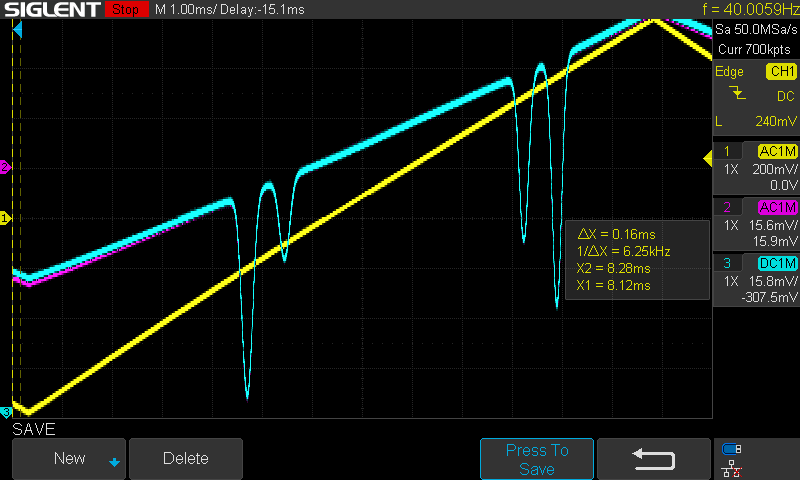 SIGLENT Stop M 1.00ms/ Delay:-15.1ms f = 40.0059Hz
Sa 50.0MSa/s
Curr 700kpts
Edge CH1
DC
L 240mV
1 AC1M
1X 200mV/
0.0V
2 AC1M
1X 15.6mV/
15.9mV
3 DC1M
1X 15.8mV/
-307.5mV
2
1
3
ΔX = 0.16ms
1/ΔX = 6.25kHz
X2 = 8.28ms
X1 = 8.12ms
SAVE
New
Delete
Press To
Save